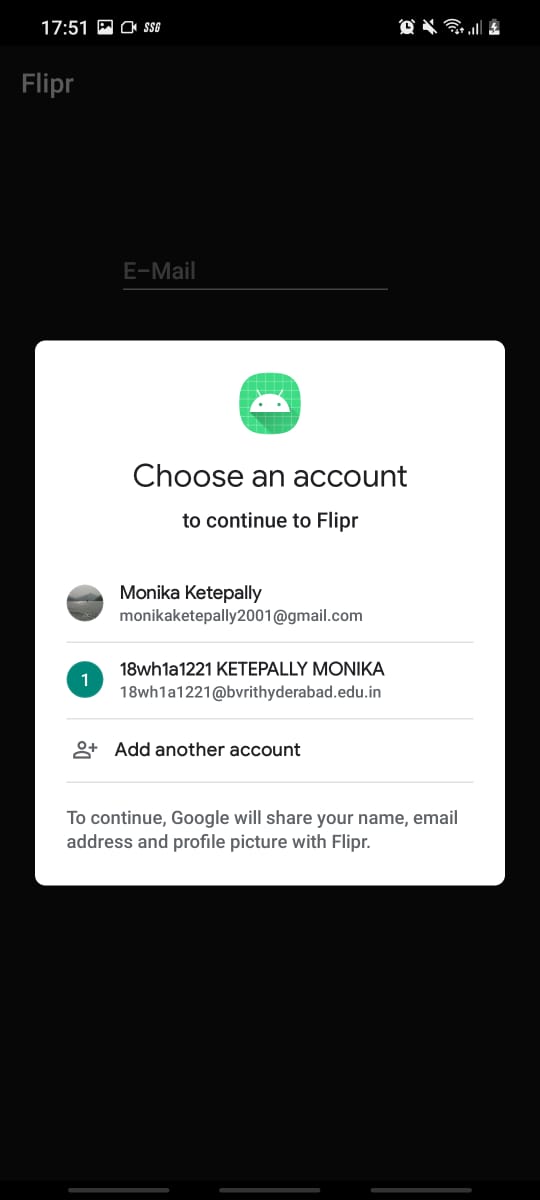 17:51 SSG
Flipr
E-Mail
Choose an account
to continue to Flipr
Monika Ketepally
monikaketepally2001@gmail.com
1
18wh1a1221 KETEPALLY MONIKA
18wh1a1221@bvrithyderabad.edu.in
Add another account
To continue, Google will share your name, email
address and profile picture with Flipr.